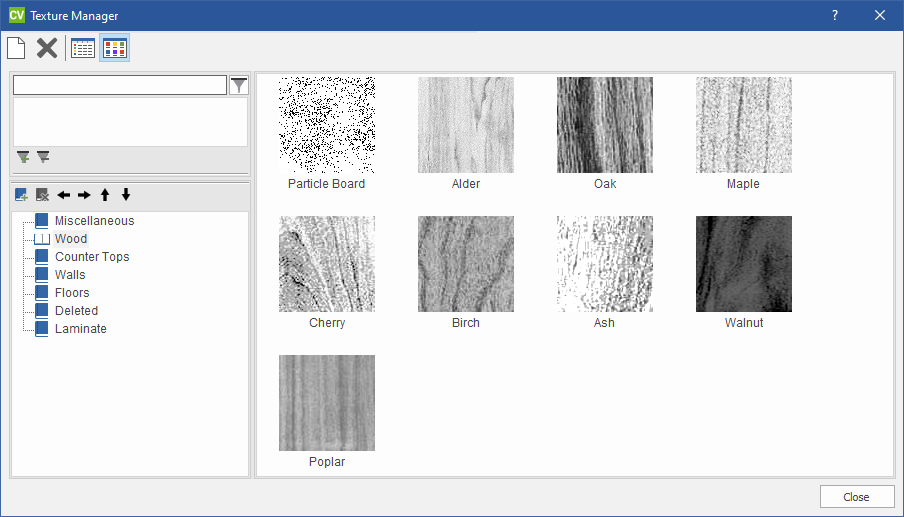 CV Texture Manager
Particle Board
Alder
Oak
Maple
Miscellaneous
Wood
Counter Tops
Walls
Floors
Deleted
Laminate
Cherry
Birch
Ash
Walnut
Poplar
Close